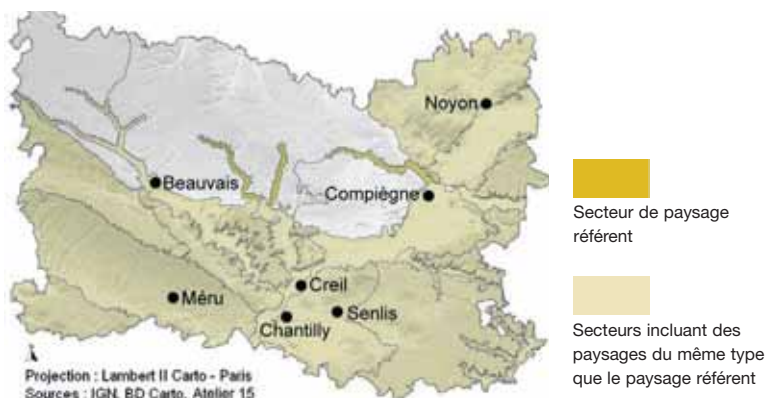 Noyon
Beauvais
Compiègne
Creil
Méru
Senlis
Chantilly
Projection : Lambert II Carto - Paris
Sources : IGN, BD Carto, Atelier 15
Secteur de paysage
référent
Secteurs incluant des
paysages du même type
que le paysage référent